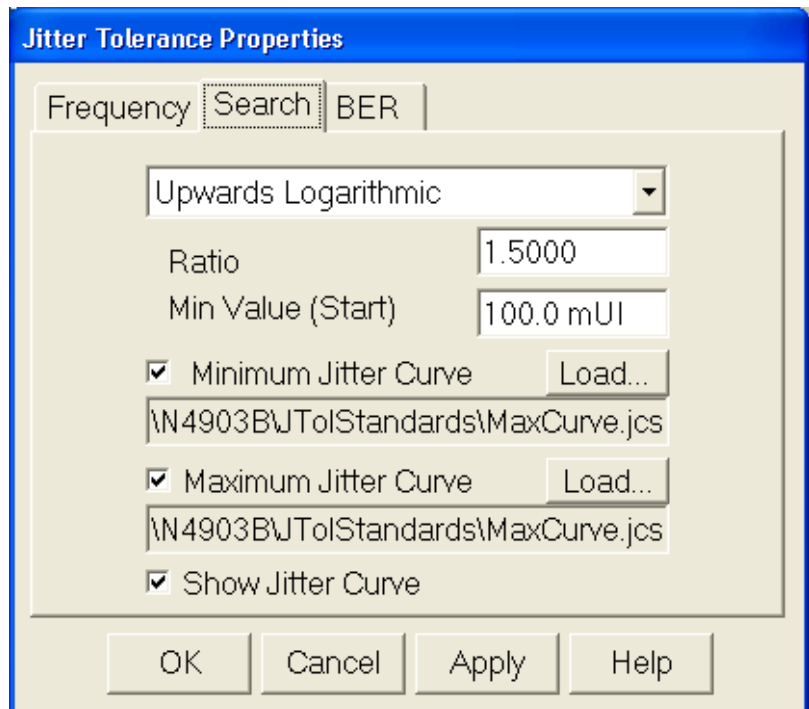 Jitter Tolerance Properties
Frequency Search BER
Upwards Logarithmic
Ratio 1.5000
Min Value (Start) 100.0 mUI
Minimum Jitter Curve Load...
\N4903B\JTolStandards\MaxCurve.jcs
Maximum Jitter Curve Load...
\N4903B\JTolStandards\MaxCurve.jcs
Show Jitter Curve
OK Cancel Apply Help